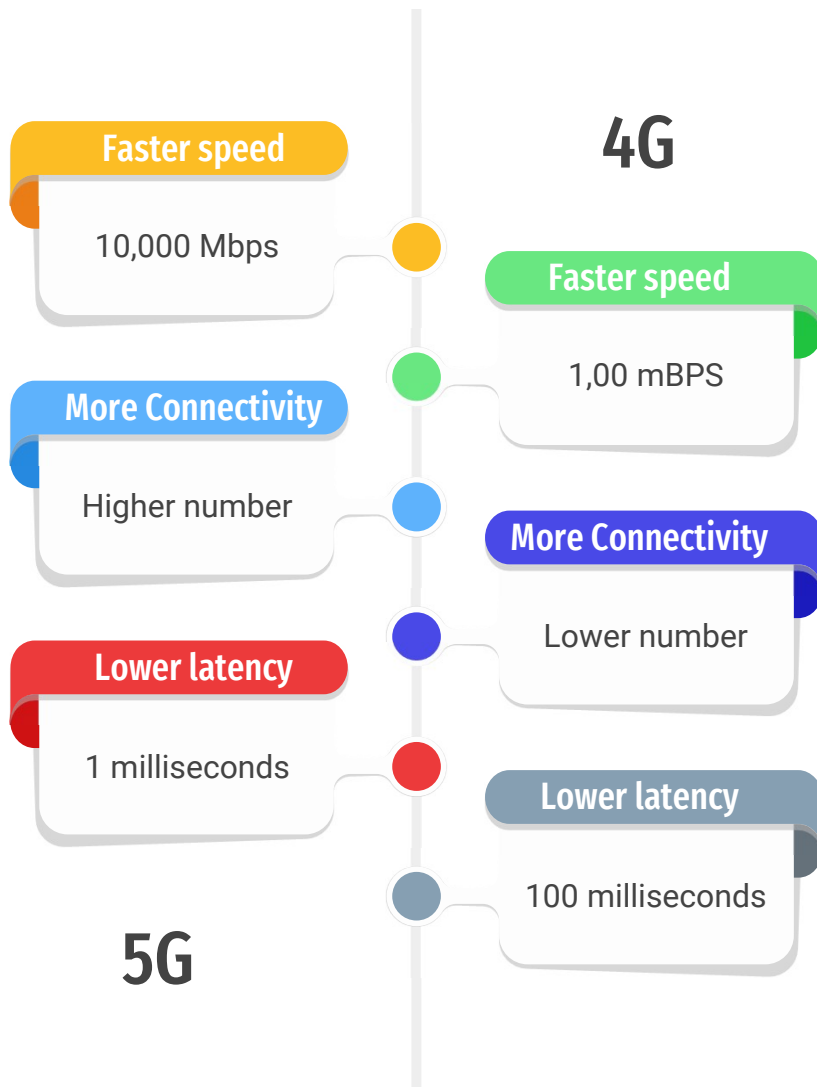 4G
Faster speed
10,000 Mbps
Faster speed
1,00 mBPS
More Connectivity
Higher number
More Connectivity
Lower number
Lower latency
1 milliseconds
Lower latency
100 milliseconds
5G